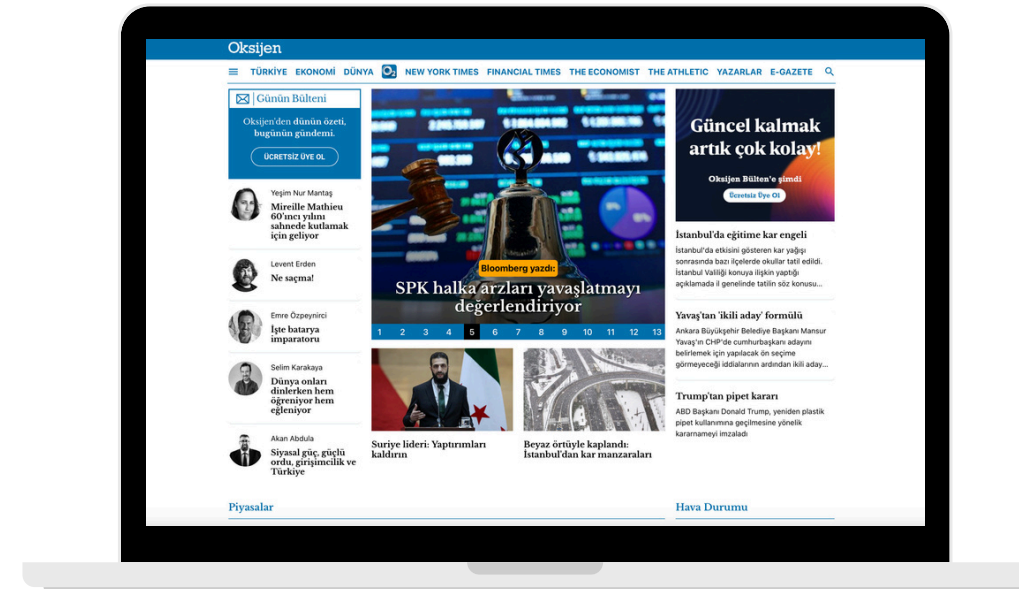 Oksijen
TÜRKİYE EKONOMİ DÜNYA O₂ NEW YORK TIMES FINANCIAL TIMES THE ECONOMIST THE ATHLETIC YAZARLAR E-GAZETE
Günün Bülteni
Oksijen'den dünün özeti,
bugünün gündemi.
ÜCRETSİZ ÜYE OL
Yeşim Nur Mantaş
Mireille Mathieu
60'ıncı yılını
sahnede kutlamak
için geliyor
Levent Erden
Ne saçma!
Emre Özpeynirci
İşte batarya
imparatoru
Selim Karakaya
Dünya onları
dinlerken hem
öğreniyor hem
eğleniyor
Akan Abdula
Siyasal güç, güçlü
ordu, girişimcilik ve
Türkiye
Bloomberg yazdı:
SPK halka arzları yavaşlatmayı
değerlendiriyor
1 2 3 4 5 6 7 8 9 10 11 12 13
Suriye lideri: Yaptırımları
kaldırın
Beyaz örtüyle kaplandı:
İstanbul'dan kar manzaraları
Güncel kalmak
artık çok kolay!
Oksijen Bülten'e şimdi
Ücretsiz Üye Ol
İstanbul'da eğitime kar engeli
İstanbul'da etkisini gösteren kar yağışı
sonrasında bazı ilçelerde okullar tatil edildi.
İstanbul Valiliği konuya ilişkin yaptığı
açıklamada il genelinde tatilin söz konusu...
Yavaş'tan 'ikili aday' formülü
Ankara Büyükşehir Belediye Başkanı Mansur
Yavaş'ın CHP'de cumhurbaşkanı adayını
belirlemek için yapılacak ön seçime
görmeyeceği iddialarının ardından ikili aday...
Trump'tan pipet kararı
ABD Başkanı Donald Trump, yeniden plastik
pipet kullanımına geçilmesine yönelik
kararnameyi imzaladı
Piyasalar
Hava Durumu